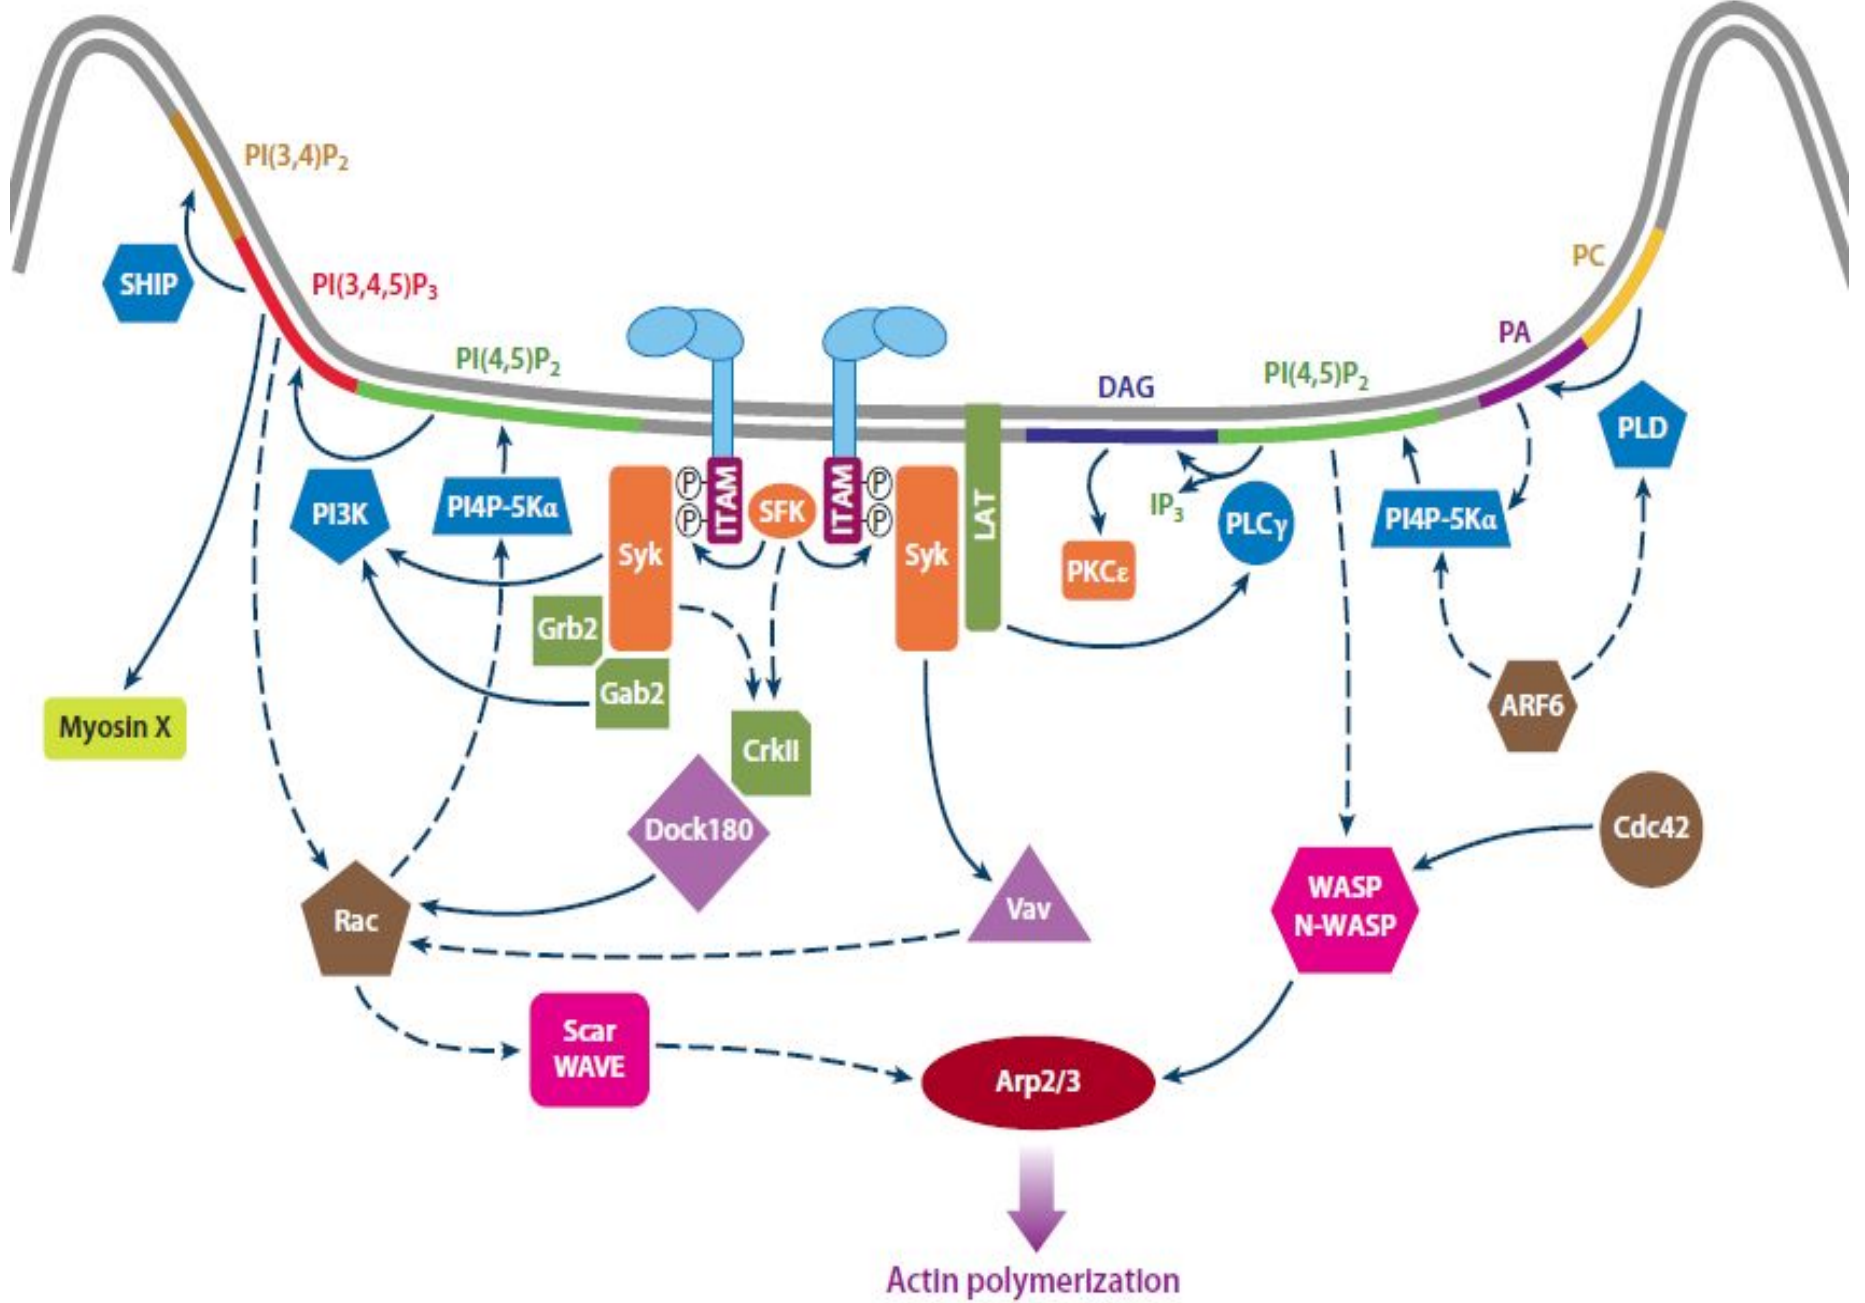 PI(3,4)P2
SHIP
PI(3,4,5)P3
PI(4,5)P2
DAG
PI(4,5)P2
PA
PC
PLD
PI3K
PI4P-5Kα
Syk
P
P
ITAM
SFK
ITAM
P
P
Syk
LAT
PKCε
IP3
PLCγ
PI4P-5Kα
Grb2
Gab2
CrkII
ARF6
Myosin X
Dock180
Cdc42
Rac
Vav
WASP
N-WASP
Scar
WAVE
Arp2/3
Actin polymerization